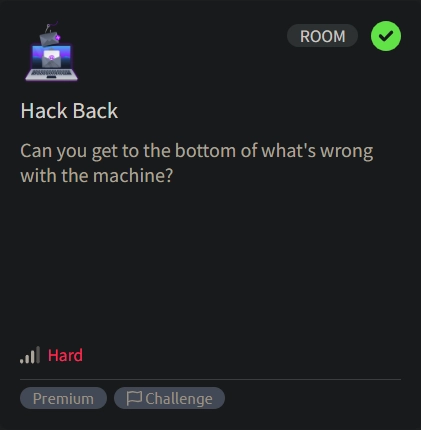 ROOM
Hack Back
Can you get to the bottom of what's wrong
with the machine?
Hard
Premium
Challenge